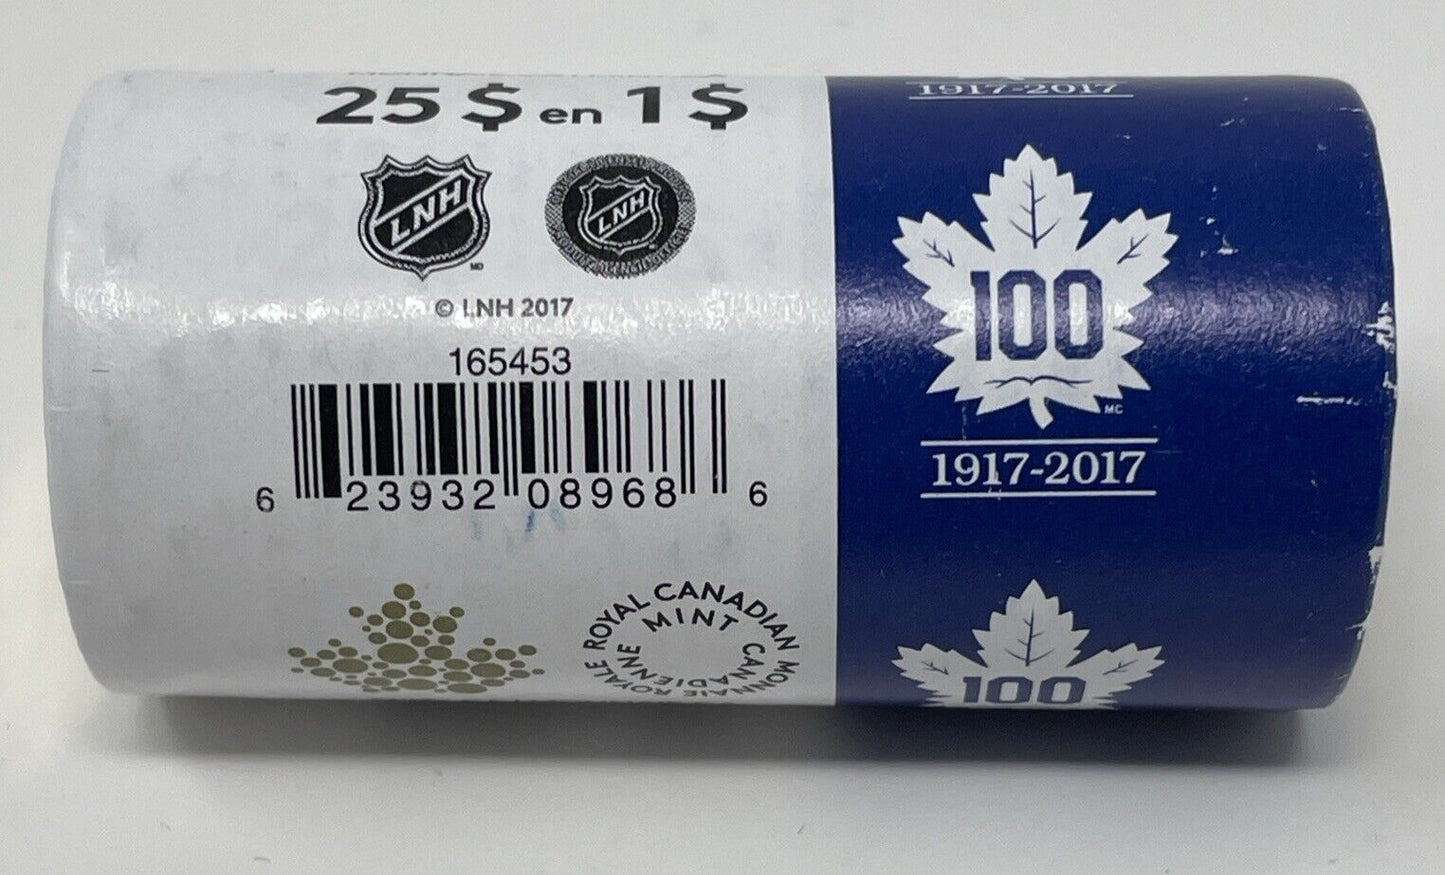 25 $ en 1 $
LNH
LNH
MD
© LNH 2017
165453
6 23932 08968 6
ROYAL CANADIAN MINT
MONNAIE ROYALE CANADIENNE
1917-2017
100
MC
1917-2017
100